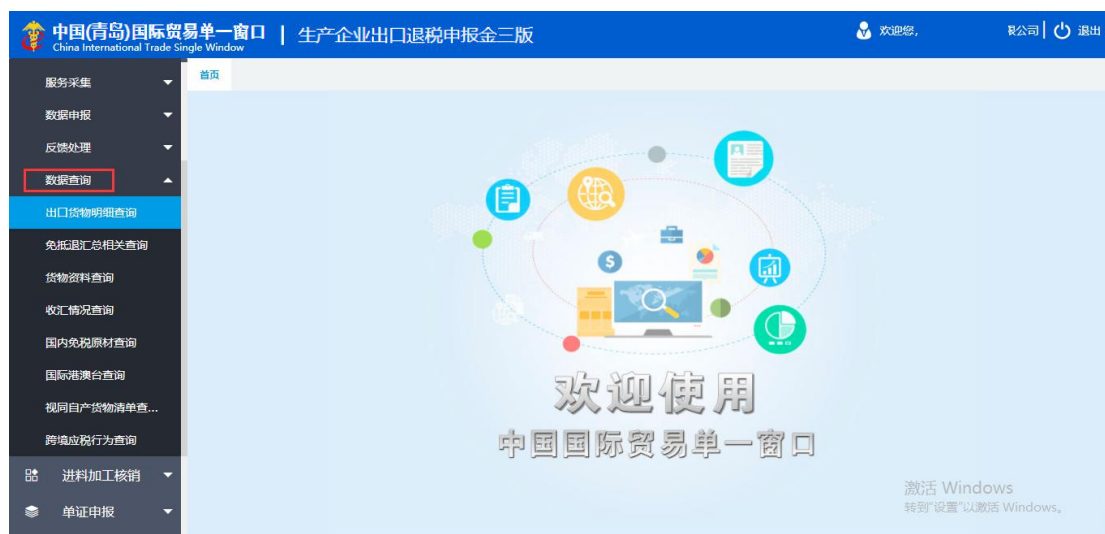 中国(青岛)国际贸易单一窗口 | 生产企业出口退税申报金三版
China International Trade Single Window
欢迎您, 限公司 | 退出
首页
服务采集
数据申报
反馈处理
数据查询
出口货物明细查询
免抵退汇总相关查询
货物资料查询
收汇情况查询
国内免税原材查询
国际港澳台查询
视同自产货物清单查...
跨境应税行为查询
进料加工核销
单证申报
欢迎使用
中国国际贸易单一窗口
激活 Windows
转到"设置"以激活 Windows。